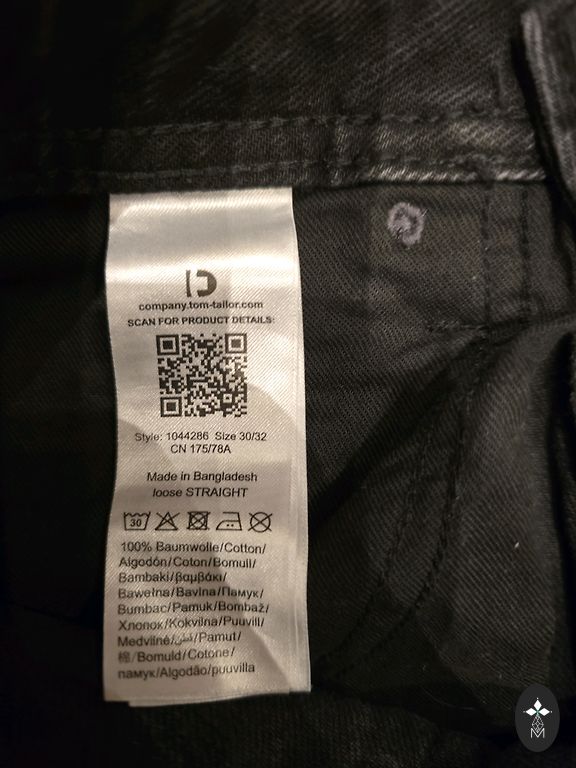 company.tom-tailor.com
SCAN FOR PRODUCT DETAILS:
Style: 1044286 Size 30/32
CN 175/78A
Made in Bangladesh
loose STRAIGHT
30
100% Baumwolle/Cotton/
Algodón/Coton/Bomull/
Bambaki/βαμβάκι/
Bawełna/Bavlna/Памук/
Bumbac/Pamuk/Bombaž/
Хлопок/Kokvilna/Puuvill/
Medvilnė/قطن/Pamut/
棉/Bomuld/Cotone/
памук/Algodão/puuvilla
M